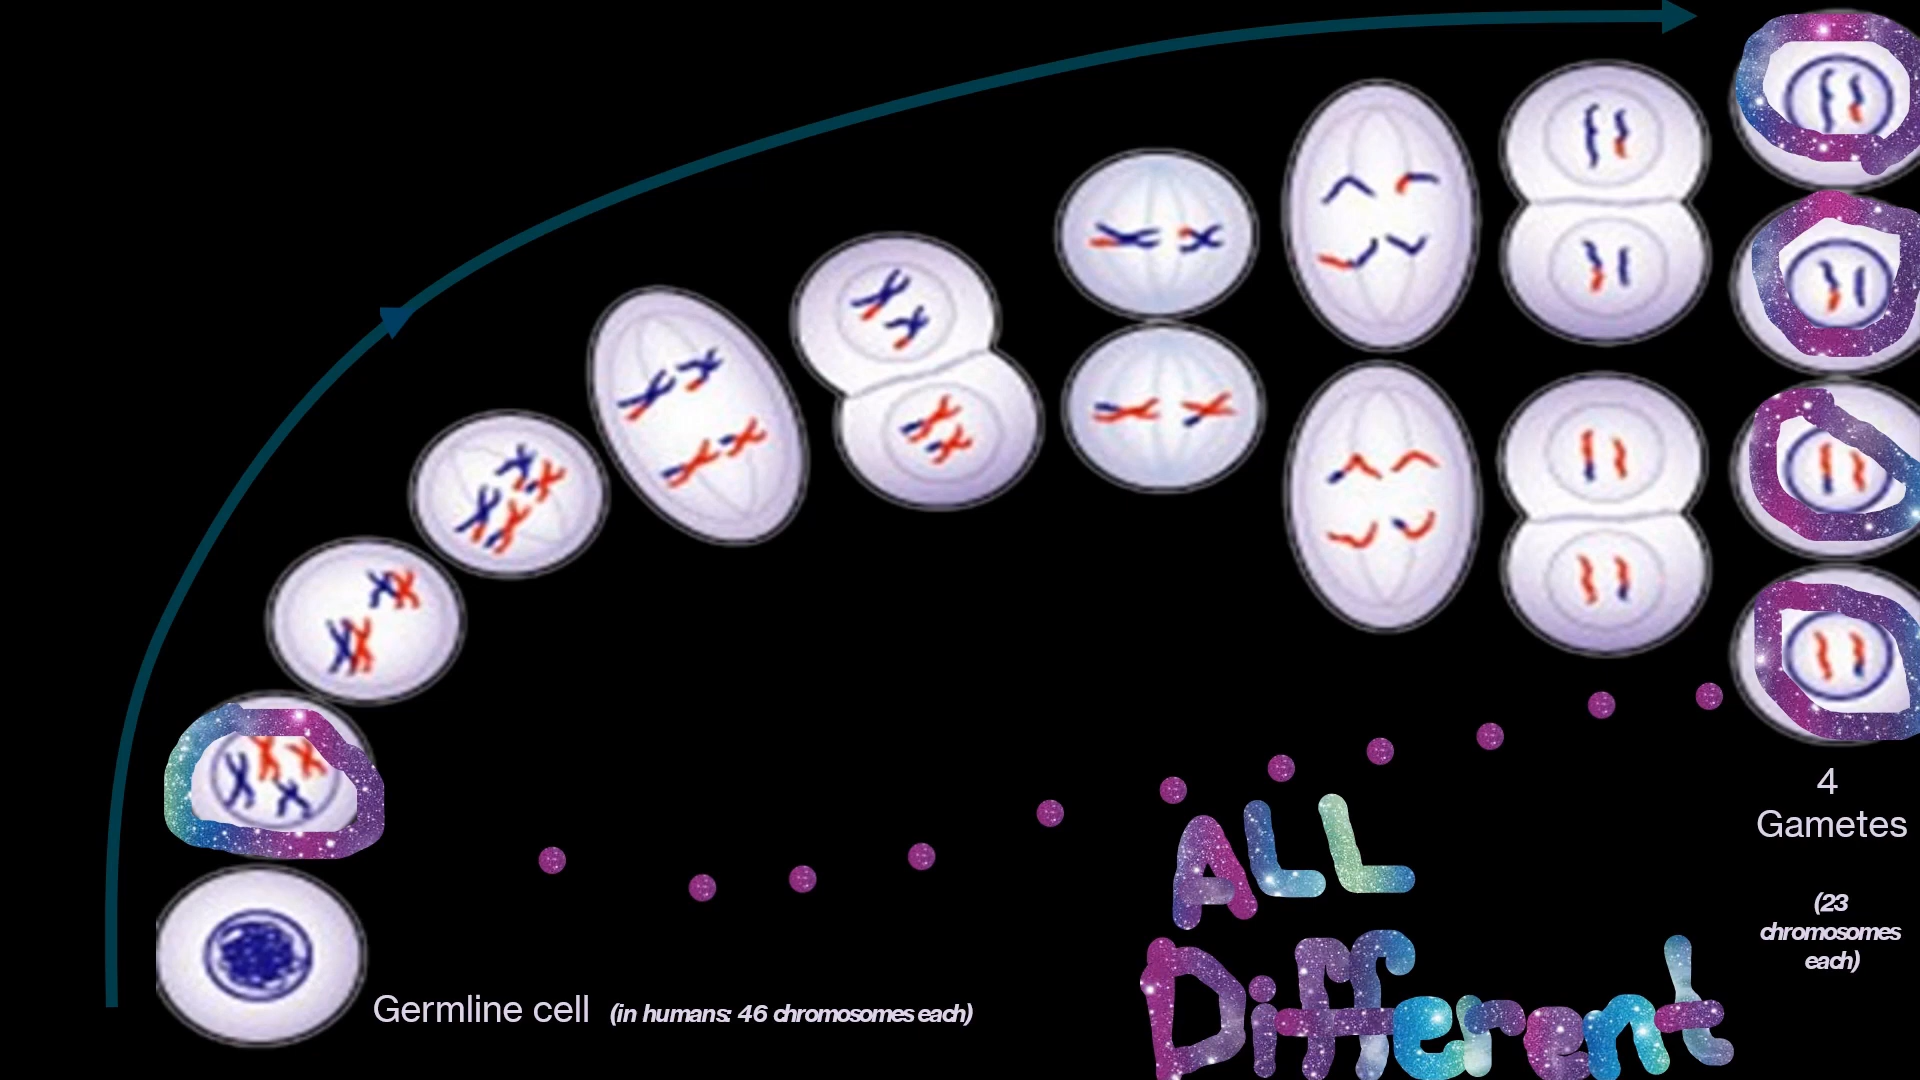 ALL
Different
4
Gametes
(23
chromosomes
each)
Germline cell (in humans: 46 chromosomes each)